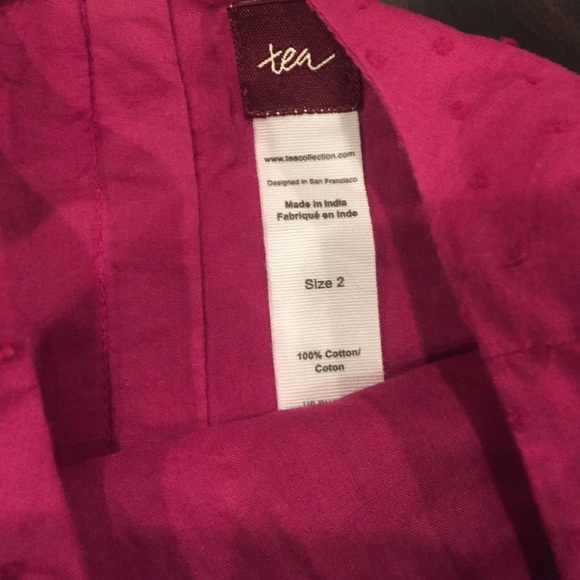 tea
www.teacollection.com
Designed in San Francisco
Made in India
Fabriqué en Inde
Size 2
100% Cotton/
Coton